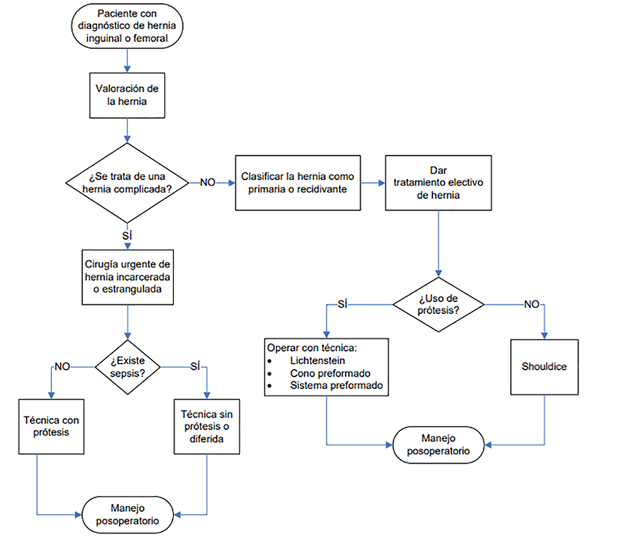 Paciente con
diagnóstico de hernia
inguinal o femoral
Valoración de
la hernia
¿Se trata de una
hernia complicada?
NO
Clasificar la hernia como
primaria o recidivante
Dar
tratamiento electivo
de hernia
SÍ
Cirugía urgente de
hernia incarcerada
o estrangulada
¿Uso de
prótesis?
SÍ
NO
Operar con técnica:
• Lichtenstein
• Cono preformado
• Sistema preformado
Shouldice
¿Existe
sepsis?
NO
SÍ
Técnica con
prótesis
Técnica sin
prótesis o
diferida
Manejo
posoperatorio
Manejo
posoperatorio